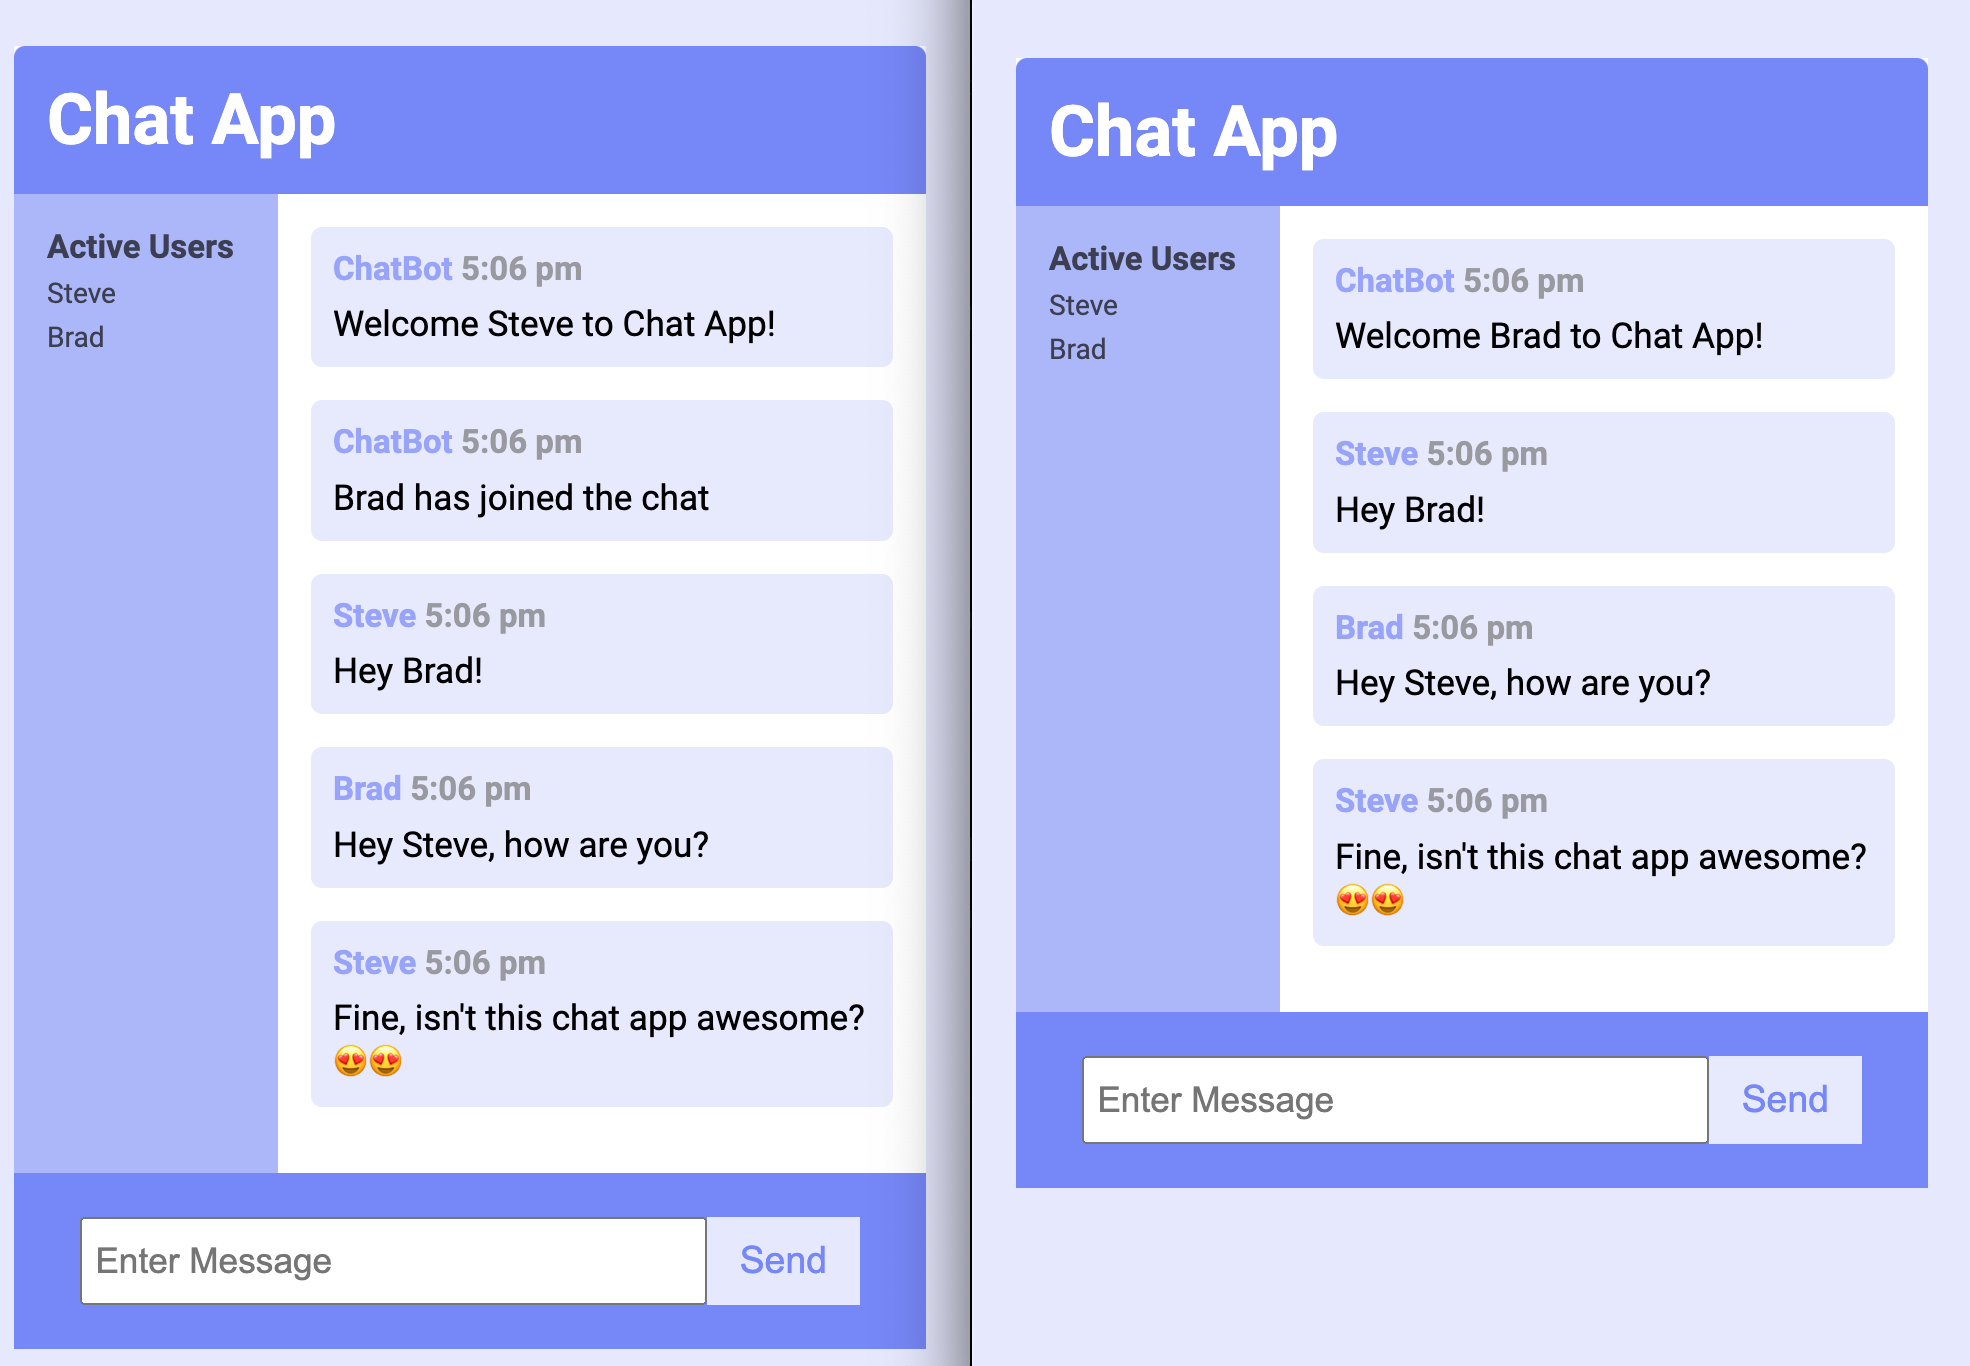 Chat App
Active Users
Steve
Brad
ChatBot 5:06 pm
Welcome Steve to Chat App!
ChatBot 5:06 pm
Brad has joined the chat
Steve 5:06 pm
Hey Brad!
Brad 5:06 pm
Hey Steve, how are you?
Steve 5:06 pm
Fine, isn't this chat app awesome?
😍😍
Enter Message
Send
Chat App
Active Users
Steve
Brad
ChatBot 5:06 pm
Welcome Brad to Chat App!
Steve 5:06 pm
Hey Brad!
Brad 5:06 pm
Hey Steve, how are you?
Steve 5:06 pm
Fine, isn't this chat app awesome?
😍😍
Enter Message
Send